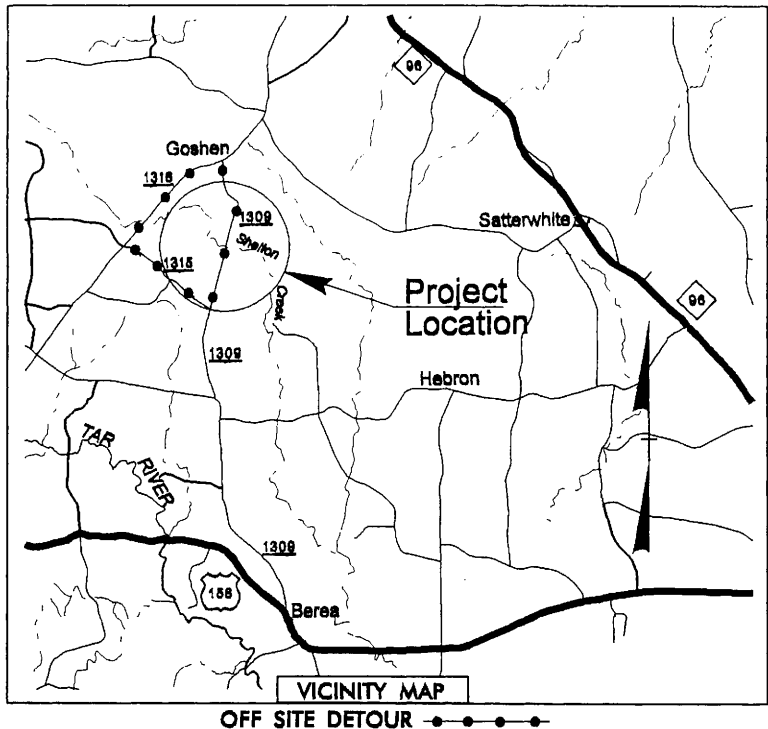 96
Goshen
1316
1309
Satterwhite
Shelton
1315
Project
Location
Creek
96
1309
Hebron
TAR RIVER
1309
158
Berea
VICINITY MAP
OFF SITE DETOUR